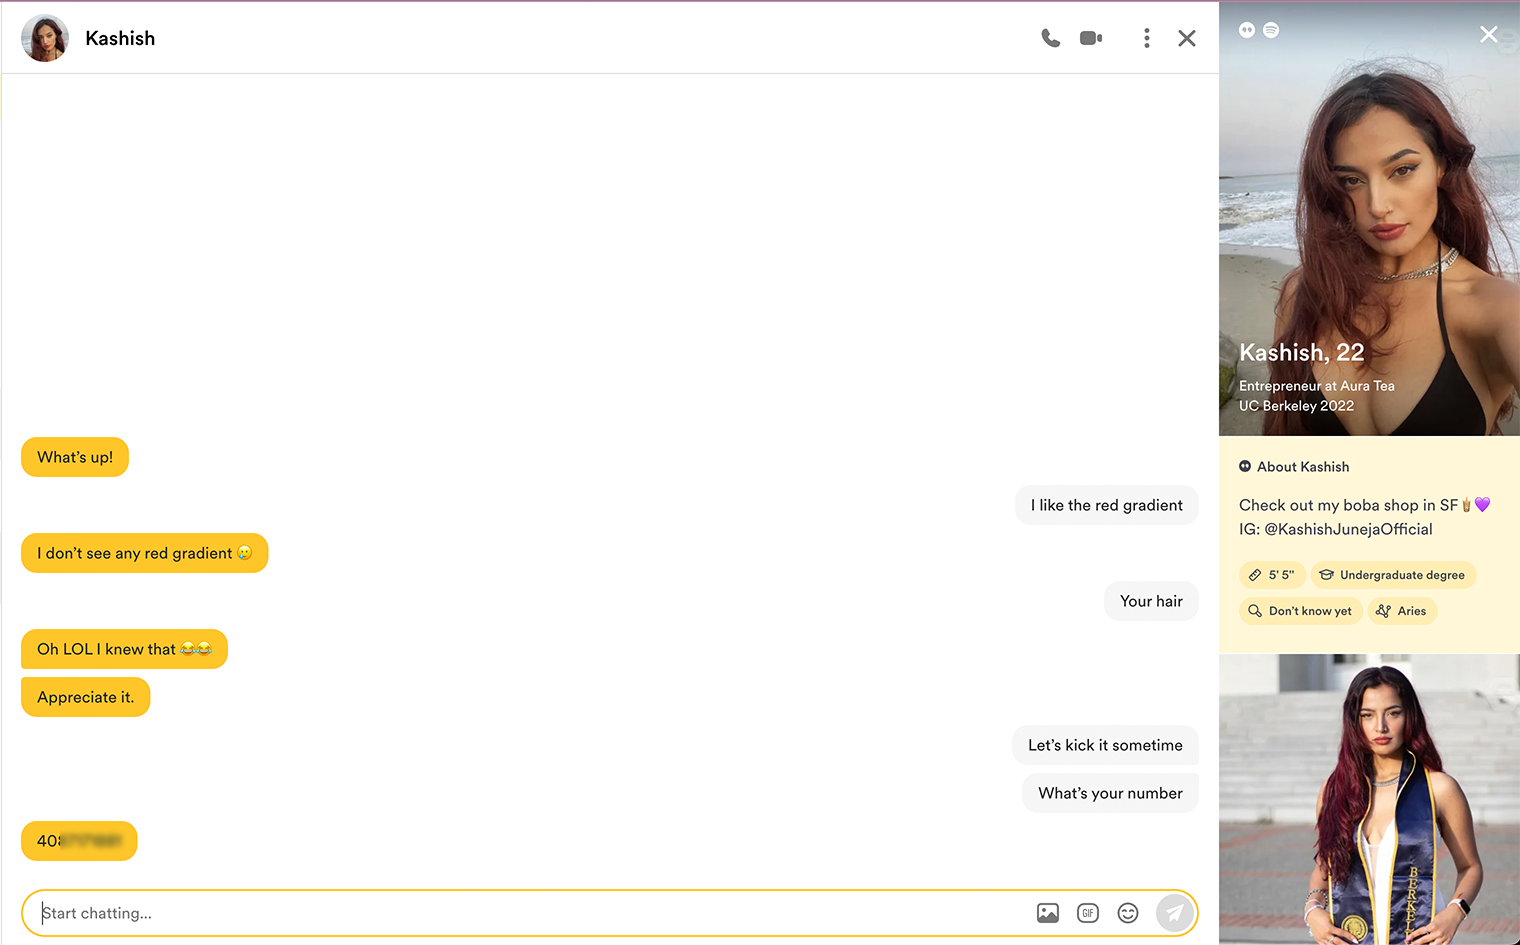 Kashish
What's up!
I like the red gradient
I don't see any red gradient 🥲
Your hair
Oh LOL I knew that 😂😂
Appreciate it.
Let's kick it sometime
What's your number
Start chatting...
GIF
Kashish, 22
Entrepreneur at Aura Tea
UC Berkeley 2022
About Kashish
Check out my boba shop in SF🧋💜
IG: @KashishJunejaOfficial
5' 5"
Undergraduate degree
Don't know yet
Aries